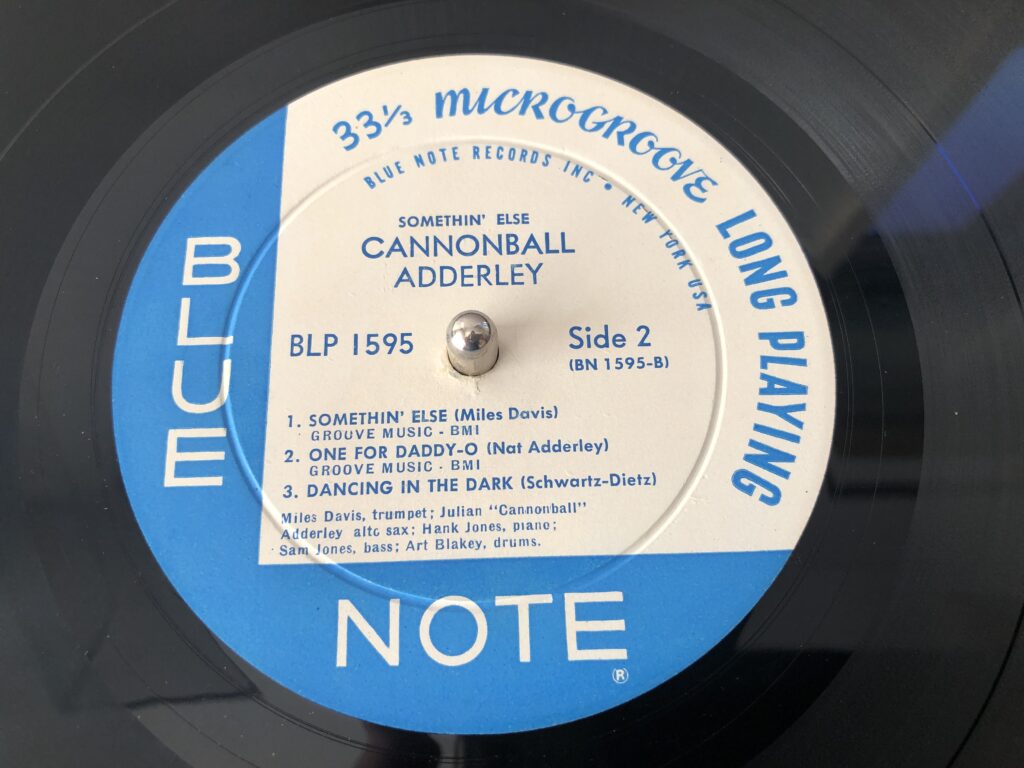 33⅓ MICROGROOVE LONG PLAYING
BLUE NOTE RECORDS INC • NEW YORK USA
SOMETHIN' ELSE
CANNONBALL
ADDERLEY
BLP 1595
Side 2
(BN 1595-B)
1. SOMETHIN' ELSE (Miles Davis)
GROOVE MUSIC - BMI
2. ONE FOR DADDY-O (Nat Adderley)
GROOVE MUSIC - BMI
3. DANCING IN THE DARK (Schwartz-Dietz)
Miles Davis, trumpet; Julian "Cannonball"
Adderley alto sax; Hank Jones, piano;
Sam Jones, bass; Art Blakey, drums.
BLUE
NOTE
®